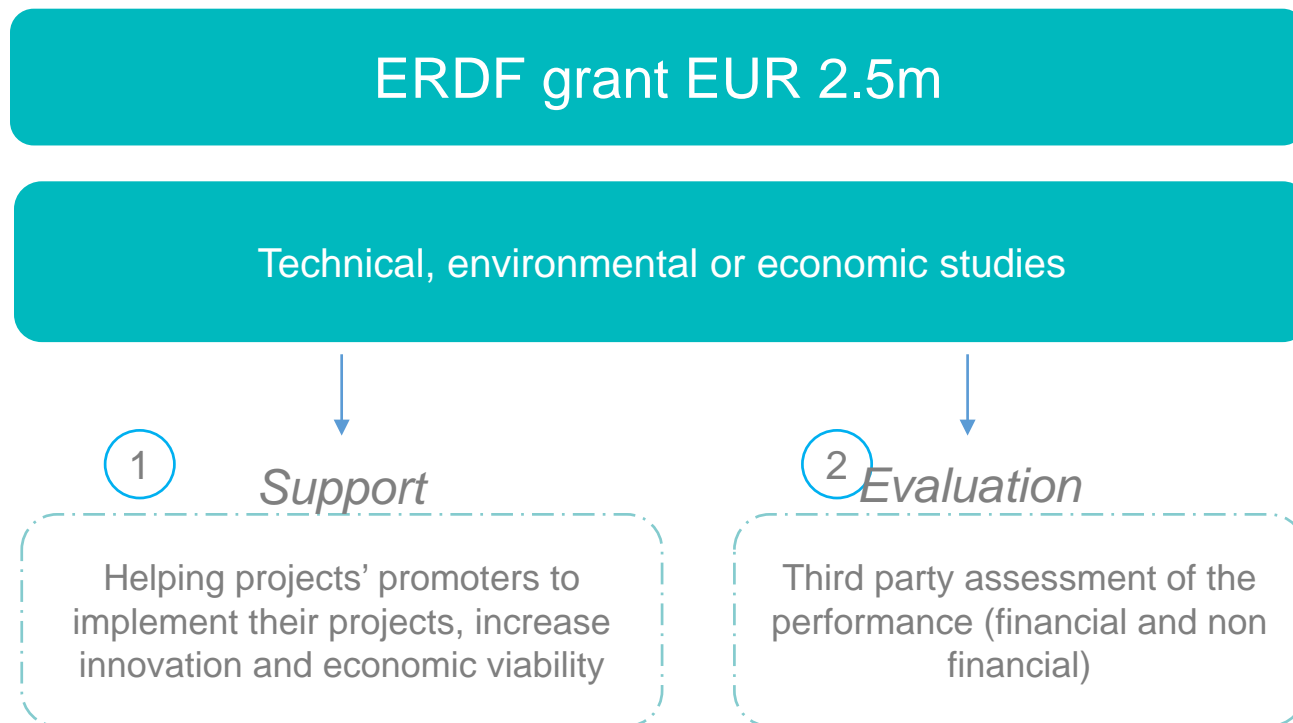 ERDF grant EUR 2.5m
Technical, environmental or economic studies
1
Support
Helping projects’ promoters to
implement their projects, increase
innovation and economic viability
2
Evaluation
Third party assessment of the
performance (financial and non
financial)